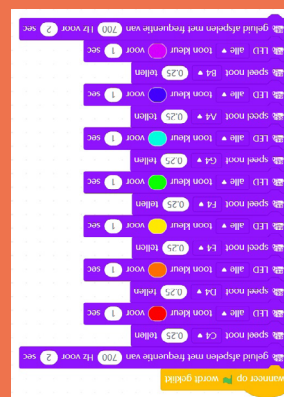 wanneer op wordt geklikt
geluid afspelen met frequentie van 700 Hz voor 2 sec
speel noot C4 0.25 tellen
LED alle toon kleur voor 1 sec
speel noot D4 0.25 tellen
LED alle toon kleur voor 1 sec
speel noot E4 0.25 tellen
LED alle toon kleur voor 1 sec
speel noot F4 0.25 tellen
LED alle toon kleur voor 1 sec
speel noot G4 0.25 tellen
LED alle toon kleur voor 1 sec
speel noot A4 0.25 tellen
LED alle toon kleur voor 1 sec
speel noot B4 0.25 tellen
LED alle toon kleur voor 1 sec
geluid afspelen met frequentie van 700 Hz voor 2 sec